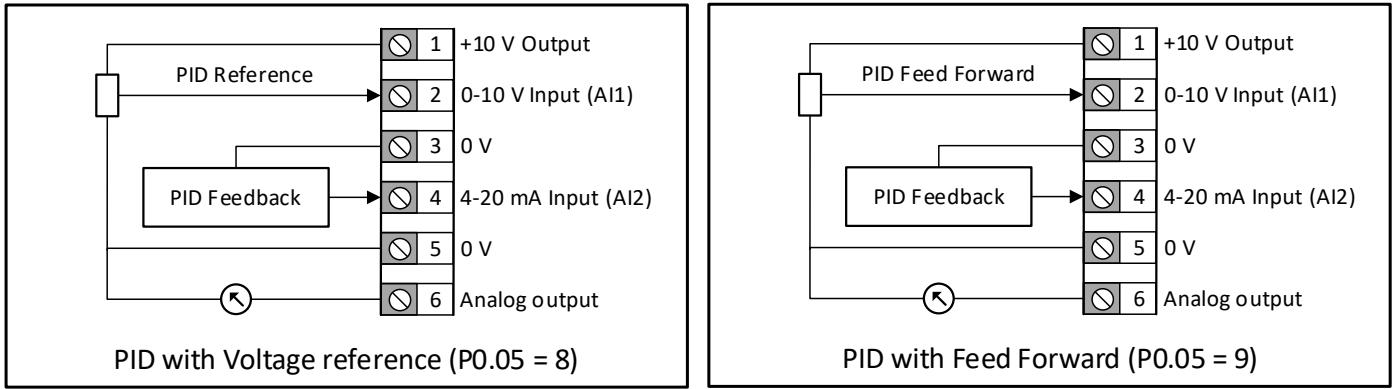 1 +10 V Output
PID Reference
2 0-10 V Input (AI1)
3 0 V
PID Feedback
4 4-20 mA Input (AI2)
5 0 V
6 Analog output
PID with Voltage reference (P0.05 = 8)
1 +10 V Output
PID Feed Forward
2 0-10 V Input (AI1)
3 0 V
PID Feedback
4 4-20 mA Input (AI2)
5 0 V
6 Analog output
PID with Feed Forward (P0.05 = 9)